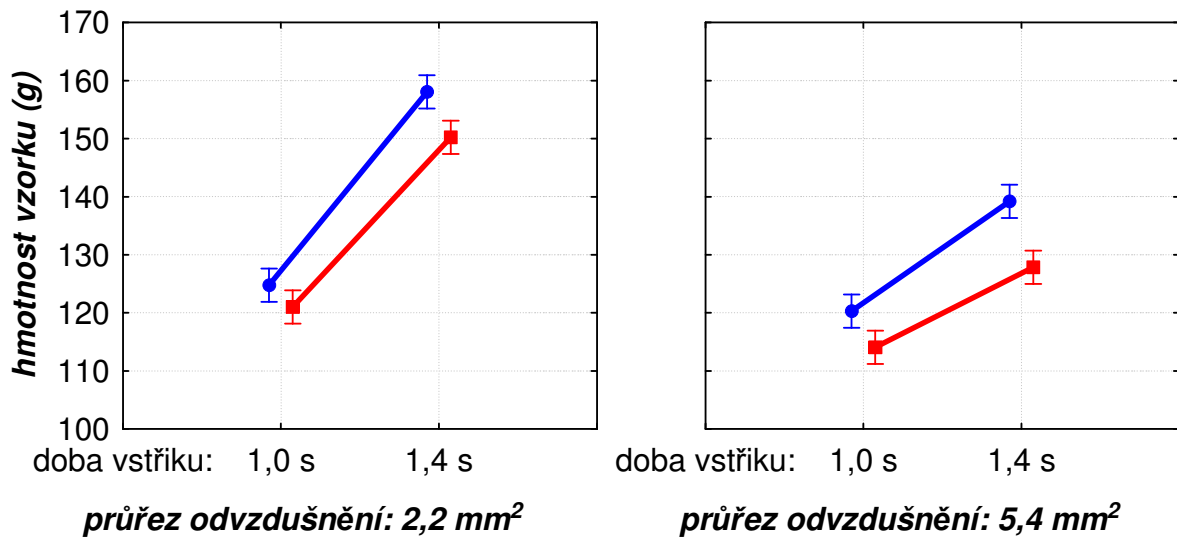 hmotnost vzorku (g)
170
160
150
140
130
120
110
100
doba vstřiku: 1,0 s 1,4 s
průřez odvzdušnění: 2,2 mm²
doba vstřiku: 1,0 s 1,4 s
průřez odvzdušnění: 5,4 mm²